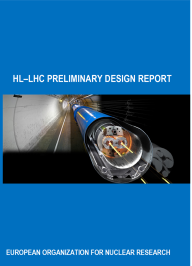 HL–LHC PRELIMINARY DESIGN REPORT
EUROPEAN ORGANIZATION FOR NUCLEAR RESEARCH